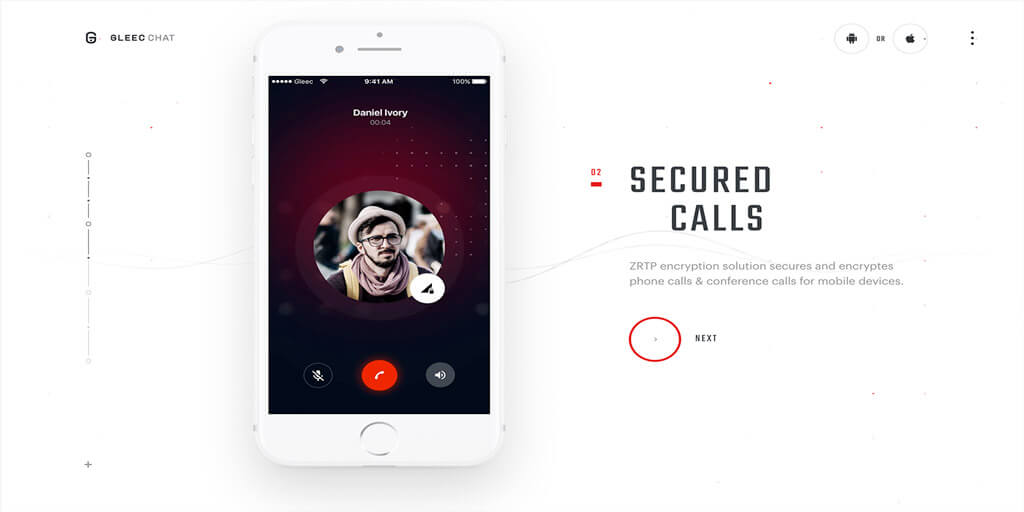 GLEEC CHAT
OR
Gleec
9:41 AM
100%
Daniel Ivory
00:04
02
SECURED
CALLS
ZRTP encryption solution secures and encryptes
phone calls & conference calls for mobile devices.
NEXT